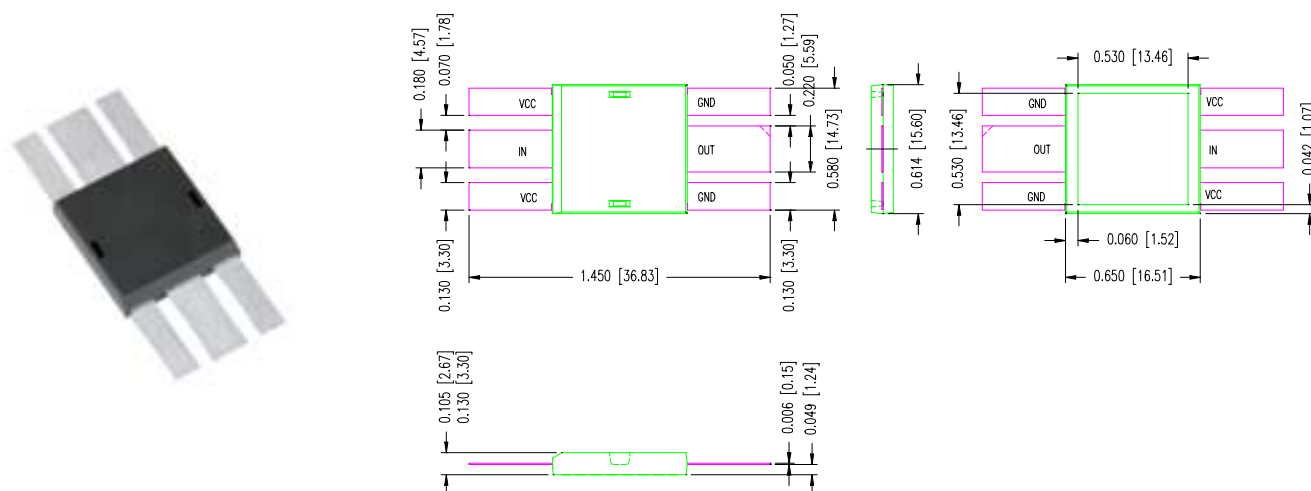 0.180 [4.57]
0.070 [1.78]
0.050 [1.27]
0.220 [5.59]
0.580 [14.73]
0.614 [15.60]
VCC
GND
IN
OUT
VCC
GND
0.130 [3.30]
1.450 [36.83]
0.130 [3.30]
0.530 [13.46]
0.530 [13.46]
GND
VCC
OUT
IN
GND
VCC
0.042 [1.07]
0.060 [1.52]
0.650 [16.51]
0.105 [2.67]
0.130 [3.30]
0.006 [0.15]
0.049 [1.24]